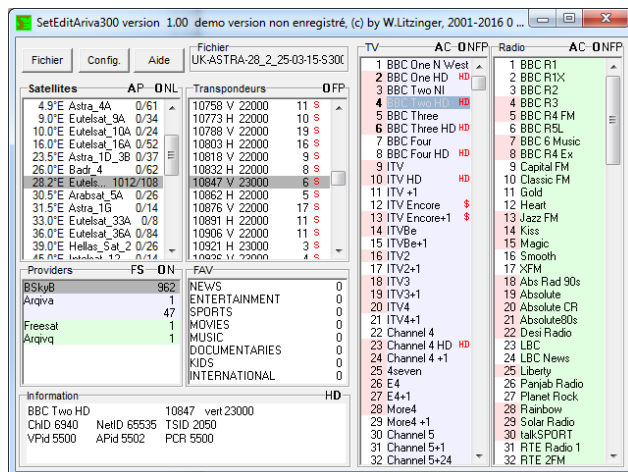 SetEditAriva300 version 1.00 demo version non enregistré, (c) by W.Litzinger, 2001-2016 0 ...
Fichier Config. Aide
Fichier
UK-ASTRA-28_2_25-03-15-S300
Satellites AP ONL
4.9°E Astra_4A 0/61
9.0°E Eutelsat_9A 0/34
10.0°E Eutelsat_10A 0/24
16.0°E Eutelsat_16A 0/52
23.5°E Astra_1D_3B 0/37
26.0°E Badr_4 0/62
28.2°E Eutels... 1012/108
30.5°E Arabsat_5A 0/26
31.5°E Astra_1G 0/14
33.0°E Eutelsat_33A 0/8
36.0°E Eutelsat_36A 0/84
39.0°E Hellas_Sat_2 0/26
45.0°E Intelsat_12 0/14
Transpondeurs OFP
10758 V 22000 11 S
10773 H 22000 10 S
10788 V 22000 19 S
10803 H 22000 16 S
10818 V 22000 9 S
10832 H 22000 8 S
10847 V 23000 6 S
10862 H 22000 5 S
10876 V 22000 17 S
10891 H 22000 11 S
10906 V 22000 11 S
10921 H 22000 3 S
10936 V 22000 4 S
Providers FS ON
BSkyB 962
Arqiva 1
47
Freesat 1
Arqivq 1
FAV
NEWS 0
ENTERTAINMENT 0
SPORTS 0
MOVIES 0
MUSIC 0
DOCUMENTARIES 0
KIDS 0
INTERNATIONAL 0
Information HD
BBC Two HD 10847 vert 23000
ChID 6940 NetID 65535 TSID 2050
VPid 5500 APid 5502 PCR 5500
TV AC ONFP
1 BBC One N West
2 BBC One HD HD
3 BBC Two NI
4 BBC Two HD HD
5 BBC Three
6 BBC Three HD HD
7 BBC Four
8 BBC Four HD HD
9 ITV
10 ITV HD HD
11 ITV +1
12 ITV Encore $
13 ITV Encore+1 $
14 ITVBe
15 ITVBe+1
16 ITV2
17 ITV2+1
18 ITV3
19 ITV3+1
20 ITV4
21 ITV4+1
22 Channel 4
23 Channel 4 HD HD
24 Channel 4 +1
25 4seven
26 E4
27 E4+1
28 More4
29 More4 +1
30 Channel 5
31 Channel 5+1
32 Channel 5+24
Radio AC ONFP
1 BBC R1
2 BBC R1X
3 BBC R2
4 BBC R3
5 BBC R4 FM
6 BBC R5L
7 BBC 6 Music
8 BBC R4 Ex
9 Capital FM
10 Classic FM
11 Gold
12 Heart
13 Jazz FM
14 Kiss
15 Magic
16 Smooth
17 XFM
18 Abs Rad 90s
19 Absolute
20 Absolute CR
21 Absolute80s
22 Desi Radio
23 LBC
24 LBC News
25 Liberty
26 Panjab Radio
27 Planet Rock
28 Rainbow
29 Solar Radio
30 talkSPORT
31 RTE Radio 1
32 RTE 2FM